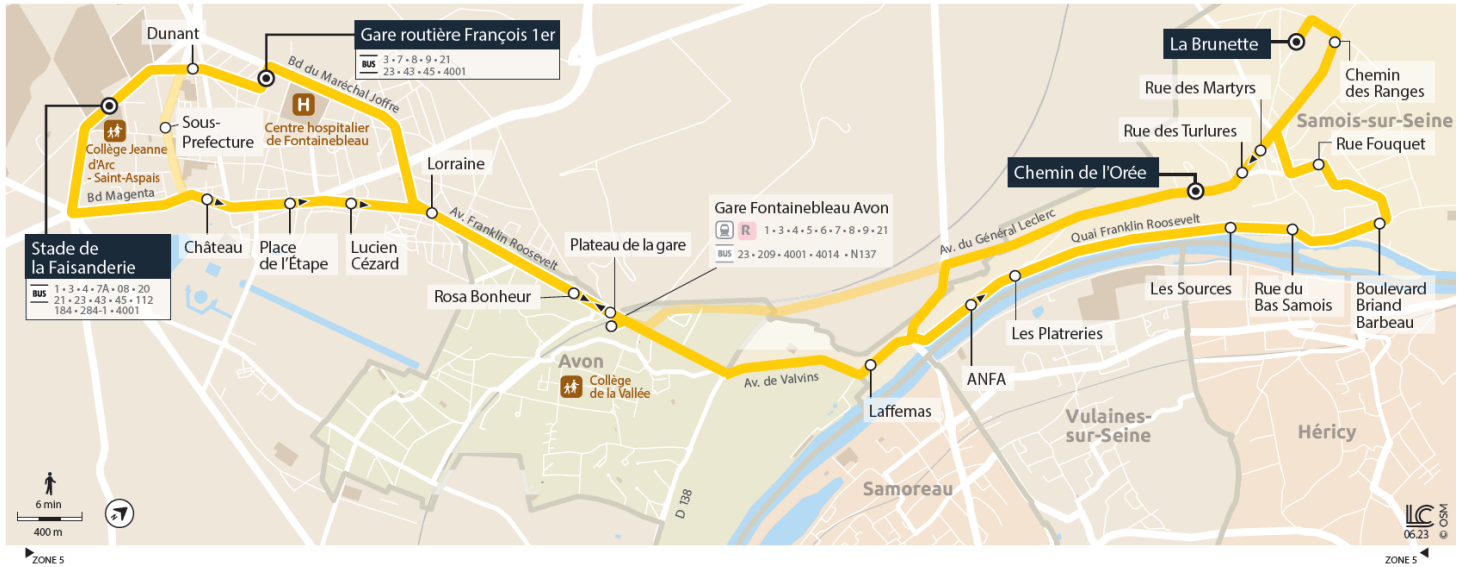 Dunant
Gare routière François 1er
BUS
3 • 7 • 8 • 9 • 21
23 • 43 • 45 • 4001
Bd du Maréchal Joffre
H
Centre hospitalier
de Fontainebleau
Sous-
Prefecture
Collège Jeanne
d'Arc
- Saint-Aspais
Bd Magenta
Lorraine
Stade de
la Faisanderie
BUS
1 • 3 • 4 • 7A • 08 • 20
21 • 23 • 43 • 45 • 112
184 • 284-1 • 4001
Château
Place
de l'Étape
Lucien
Cézard
Av. Franklin Roosevelt
Rosa Bonheur
Plateau de la gare
Gare Fontainebleau Avon
R
1 • 3 • 4 • 5 • 6 • 7 • 8 • 9 • 21
BUS
23 • 209 • 4001 • 4014 • N137
Avon
Collège
de la Vallée
D 138
Av. de Valvins
Laffemas
Av. du Général Leclerc
Quai Franklin Roosevelt
Chemin de l'Orée
La Brunette
Chemin
des Ranges
Rue des Martyrs
Samois-sur-Seine
Rue des Turlures
Rue Fouquet
ANFA
Les Platreries
Les Sources
Rue du
Bas Samois
Boulevard
Briand
Barbeau
Vulaines-
sur-Seine
Héricy
Samoreau
6 min
400 m
LC
06.23
© OSM
ZONE 5
ZONE 5